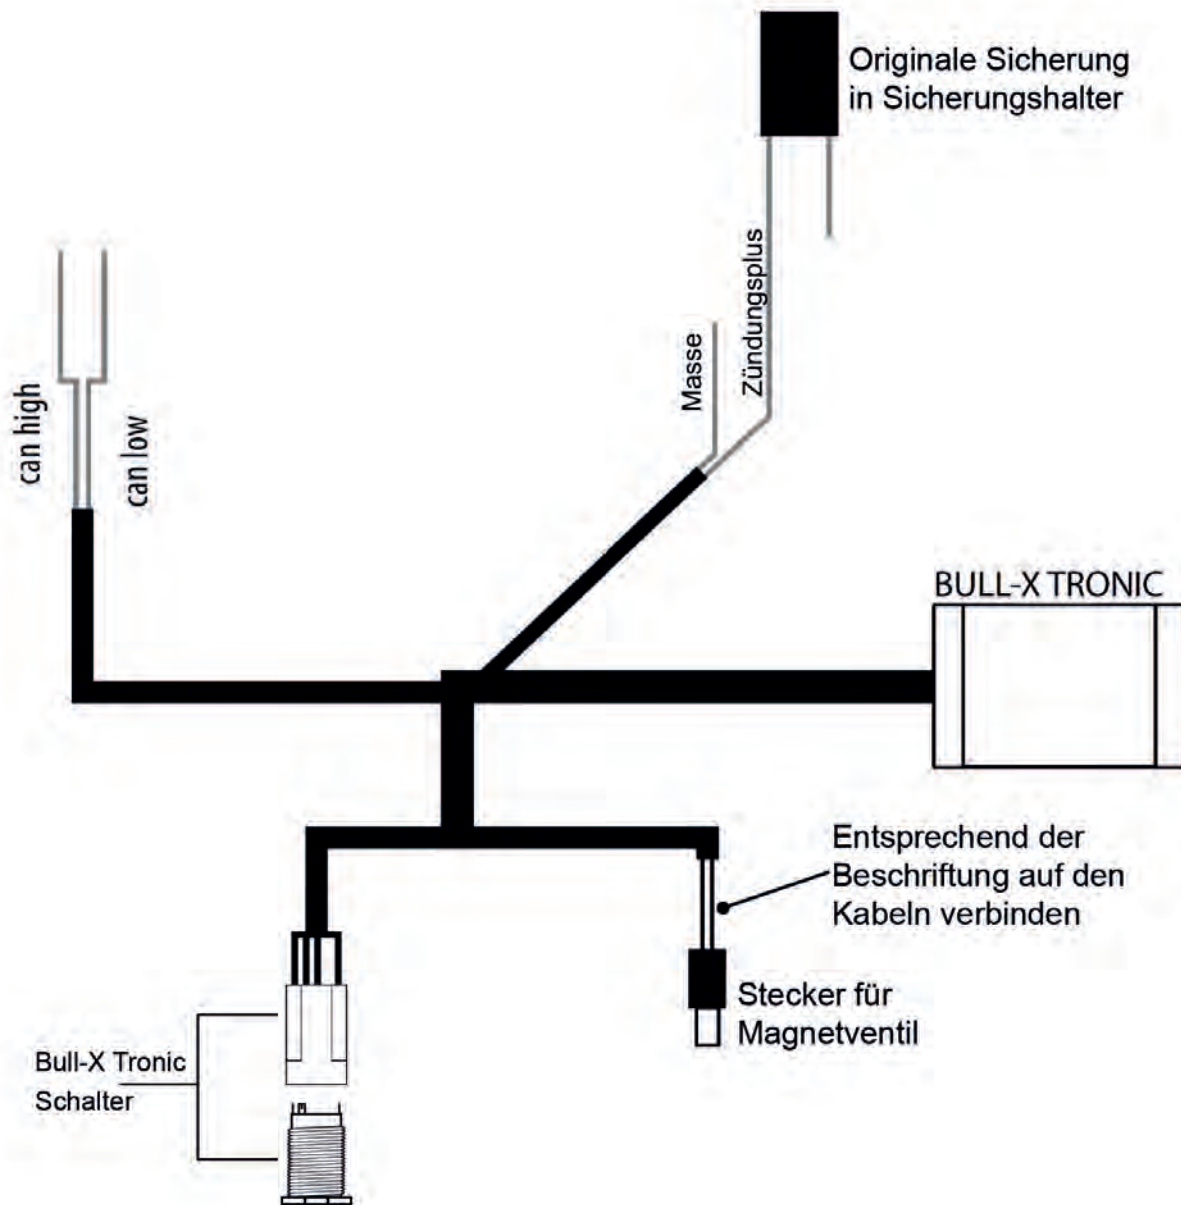 Originale Sicherung
in Sicherungshalter
Zündungsplus
Masse
can high
can low
BULL-X TRONIC
Entsprechend der
Beschriftung auf den
Kabeln verbinden
Stecker für
Magnetventil
Bull-X Tronic
Schalter